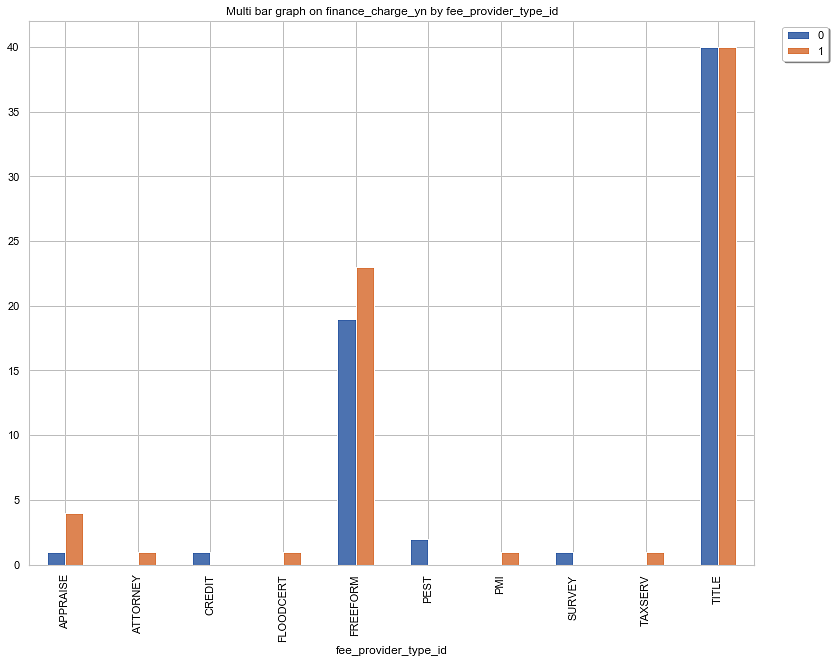 Multi bar graph on finance_charge_yn by fee_provider_type_id
0
1
40
35
30
25
20
15
10
5
0
APPRAISE
ATTORNEY
CREDIT
FLOODCERT
FREEFORM
PEST
PMI
SURVEY
TAXSERV
TITLE
fee_provider_type_id